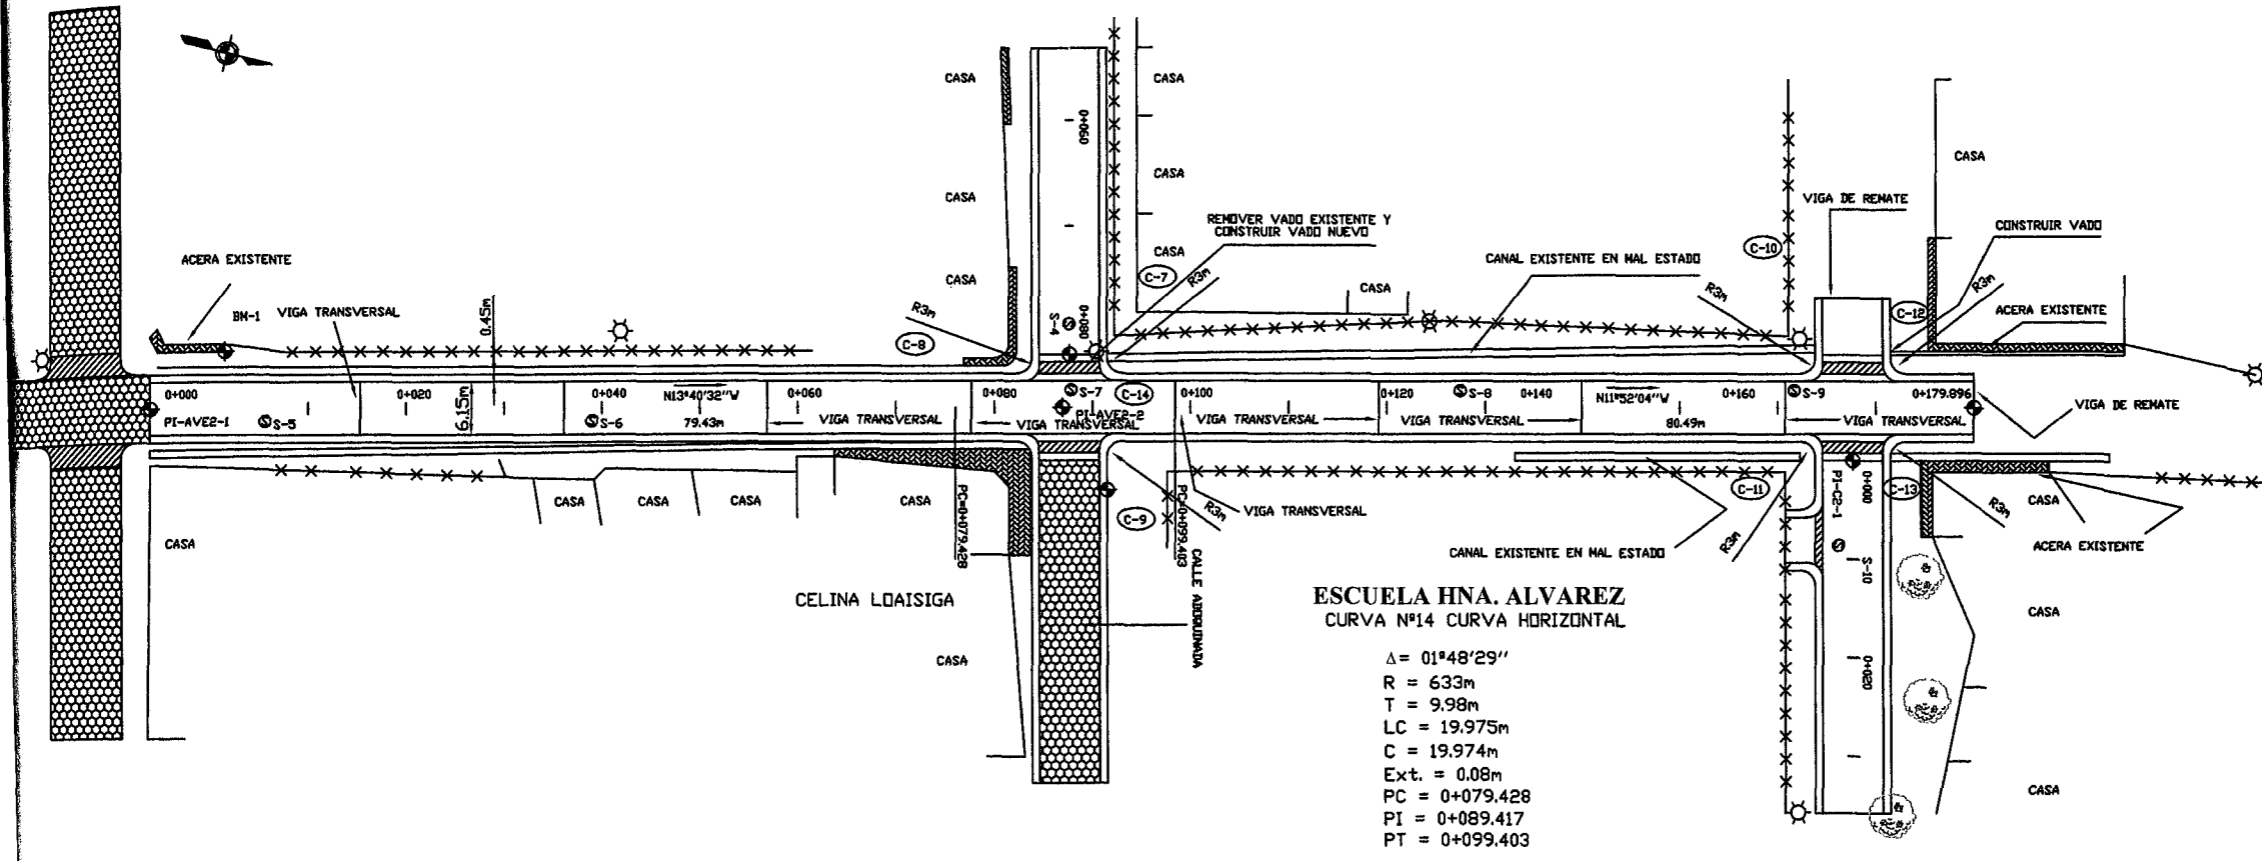 CASA
CASA
CASA
CASA
CASA
CASA
0+060
0+080
S-4
REMOVER VADO EXISTENTE Y
CONSTRUIR VADO NUEVO
C-7
R3m
CASA
CANAL EXISTENTE EN MAL ESTADO
C-10
R3m
VIGA DE REMATE
CASA
CONSTRUIR VADO
R3m
C-12
ACERA EXISTENTE
ACERA EXISTENTE
BM-1
VIGA TRANSVERSAL
0.45m
R3m
C-8
0+000
0+020
0+040
N13°40'32''W
0+060
0+080
S-7
C-14
0+100
0+120
S-8
0+140
N11°52'04''W
0+160
S-9
0+179.896
PI-AVE2-1
S-5
6.15m
S-6
79.43m
VIGA TRANSVERSAL
PI-AVE2-2
VIGA TRANSVERSAL
VIGA TRANSVERSAL
VIGA TRANSVERSAL
80.49m
VIGA TRANSVERSAL
VIGA DE REMATE
CASA
CASA
CASA
CASA
CASA
PC=0+079.428
C-9
R3m
PC=0+099.403
VIGA TRANSVERSAL
CALLE ADOQUINADA
CANAL EXISTENTE EN MAL ESTADO
C-11
R3m
PI-C2-1
0+000
S-10
0+020
C-13
R3m
CASA
ACERA EXISTENTE
CASA
CASA
CELINA LOAISIGA
CASA
ESCUELA HNA. ALVAREZ
CURVA Nº14 CURVA HORIZONTAL
Δ= 01°48'29''
R = 633m
T = 9.98m
LC = 19.975m
C = 19.974m
Ext. = 0.08m
PC = 0+079.428
PI = 0+089.417
PT = 0+099.403